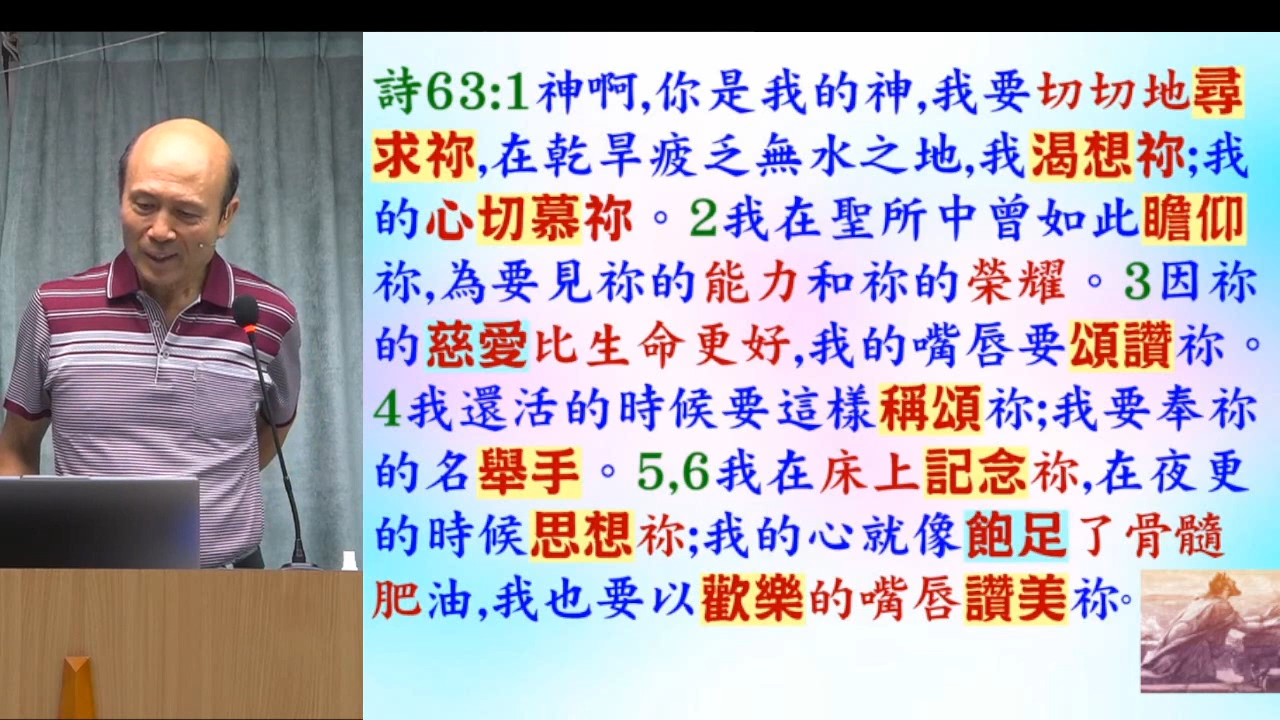 詩63:1神啊,你是我的神,我要切切地尋
求祢,在乾旱疲乏無水之地,我渴想祢;我
的心切慕祢。2我在聖所中曾如此瞻仰
祢,為要見祢的能力和祢的榮耀。3因祢
的慈愛比生命更好,我的嘴唇要頌讚祢。
4我還活的時候要這樣稱頌祢;我要奉祢
的名舉手。5,6我在床上記念祢,在夜更
的時候思想祢;我的心就像飽足了骨髓
肥油,我也要以歡樂的嘴唇讚美祢。